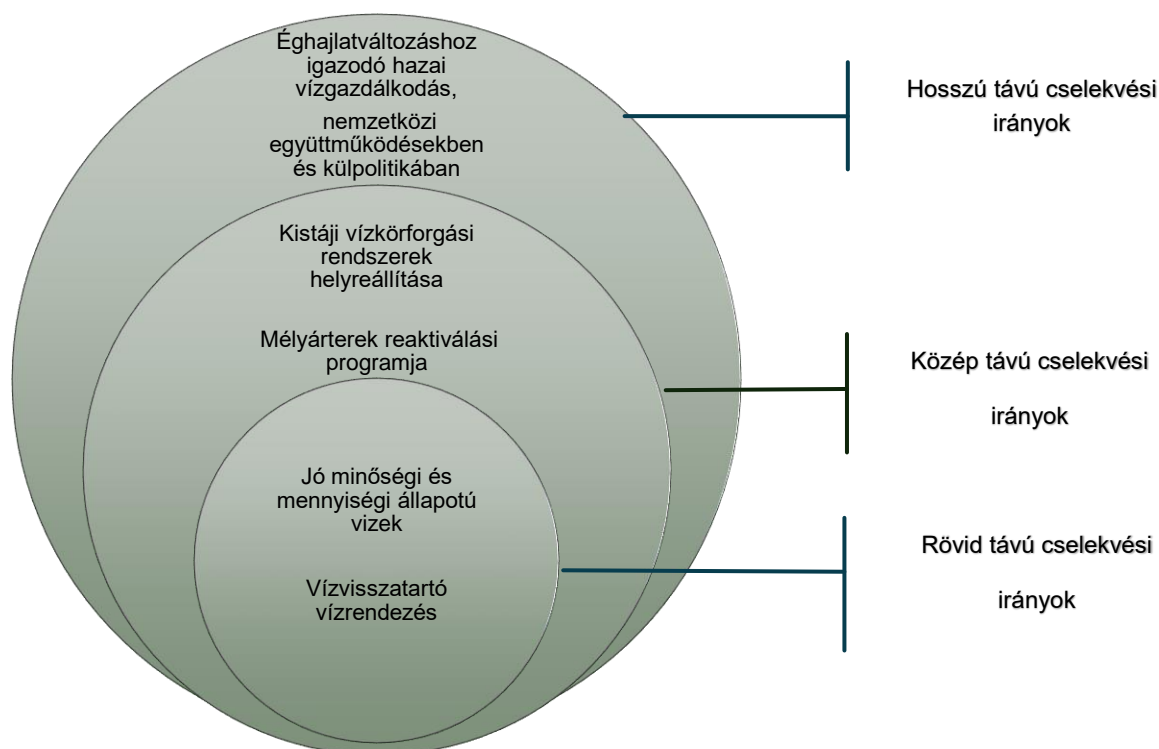 Éghajlatváltozáshoz
igazodó hazai
vízgazdálkodás,
nemzetközi
együttműködésekben
és külpolitikában
Hosszú távú cselekvési
irányok
Kistáji vízkörforgási
rendszerek
helyreállítása
Mélyárterek reaktiválási
programja
Közép távú cselekvési
irányok
Jó minőségi és
mennyiségi állapotú
vizek
Vízvisszatartó
vízrendezés
Rövid távú cselekvési
irányok